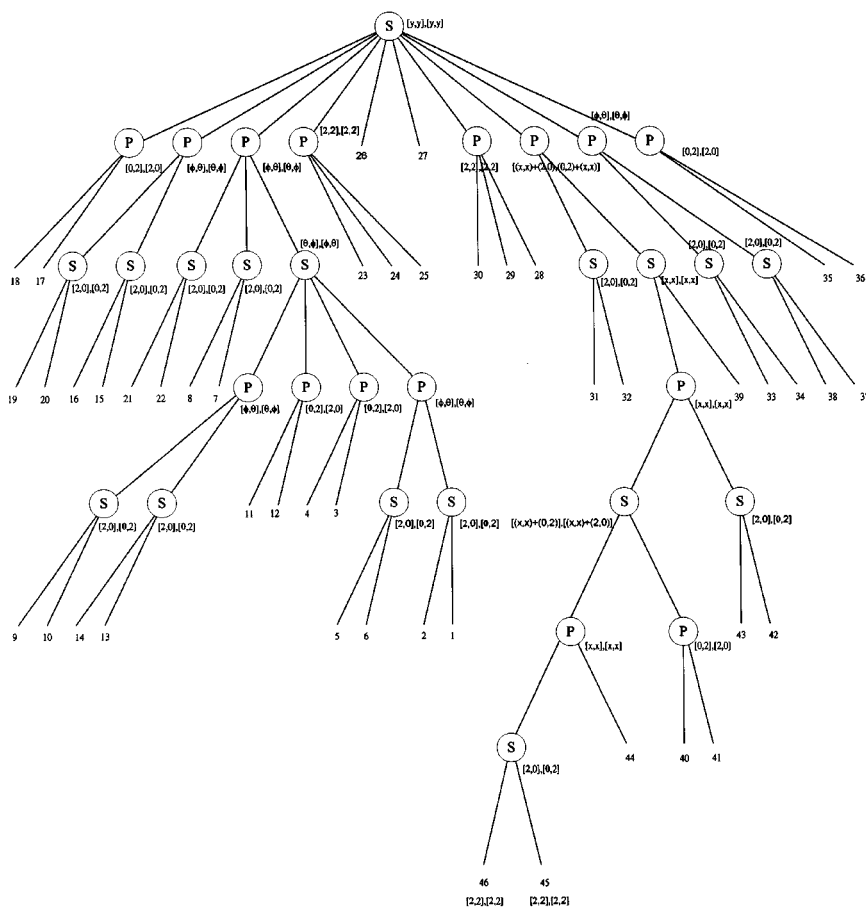 S [y,y],[y,y]
[ϕ,θ],[θ,ϕ]
P P P P [2,2],[2,2] 26 27 P P P P
[0,2],[2,0] [ϕ,θ],[θ,ϕ] [ϕ,θ],[θ,ϕ] [2,2],[2,2] [(x,x)+(2,0),(0,2)+(x,x)] [0,2],[2,0]
[θ,ϕ],[ϕ,θ] [2,0],[0,2] [2,0],[0,2]
18 17 S S S S S 23 24 25 30 29 28 S S S S 35 36
[2,0],[0,2] [2,0],[0,2] [2,0],[0,2] [2,0],[0,2] [2,0],[0,2] [x,x],[x,x]
19 20 16 15 21 22 8 7 P P P P 31 32 P 39 33 34 38
[ϕ,θ],[θ,ϕ] [0,2],[2,0] [0,2],[2,0] [ϕ,θ],[θ,ϕ] [x,x],[x,x]
S S 11 12 4 3 S S S S
[2,0],[0,2] [2,0],[0,2] [2,0],[0,2] [2,0],[0,2] [(x,x)+(0,2)],[(x,x)+(2,0)] [2,0],[0,2]
9 10 14 13 5 6 2 1 P P 43 42
[x,x],[x,x] [0,2],[2,0]
S 44 40 41
[2,0],[0,2]
46 45
[2,2],[2,2] [2,2],[2,2]